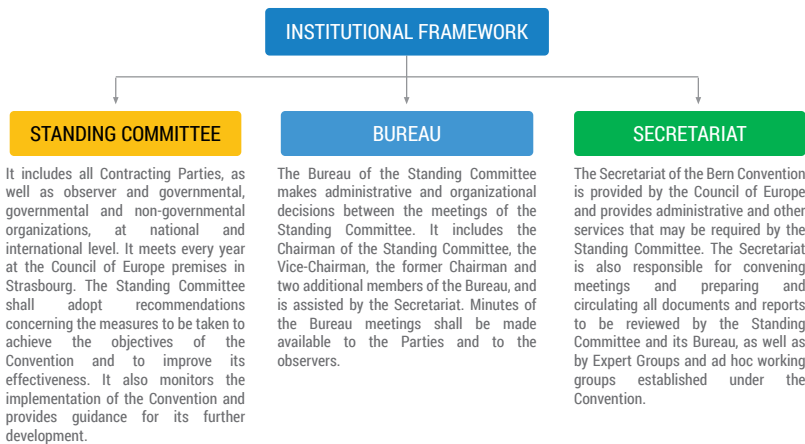 INSTITUTIONAL FRAMEWORK
STANDING COMMITTEE
It includes all Contracting Parties, as
well as observer and governmental,
governmental and non-governmental
organizations, at national and
international level. It meets every year
at the Council of Europe premises in
Strasbourg. The Standing Committee
shall adopt recommendations
concerning the measures to be taken to
achieve the objectives of the
Convention and to improve its
effectiveness. It also monitors the
implementation of the Convention and
provides guidance for its further
development.
BUREAU
The Bureau of the Standing Committee
makes administrative and organizational
decisions between the meetings of the
Standing Committee. It includes the
Chairman of the Standing Committee, the
Vice-Chairman, the former Chairman and
two additional members of the Bureau, and
is assisted by the Secretariat. Minutes of
the Bureau meetings shall be made
available to the Parties and to the
observers.
SECRETARIAT
The Secretariat of the Bern Convention
is provided by the Council of Europe
and provides administrative and other
services that may be required by the
Standing Committee. The Secretariat
is also responsible for convening
meetings and preparing and
circulating all documents and reports
to be reviewed by the Standing
Committee and its Bureau, as well as
by Expert Groups and ad hoc working
groups established under the
Convention.